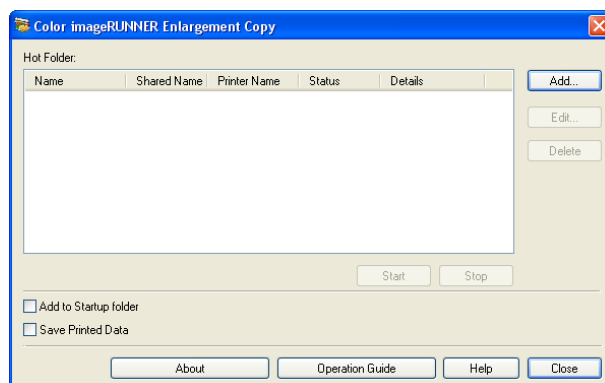 Color imageRUNNER Enlargement Copy
Hot Folder:
Name Shared Name Printer Name Status Details
Add...
Edit...
Delete
Start Stop
Add to Startup folder
Save Printed Data
About Operation Guide Help Close